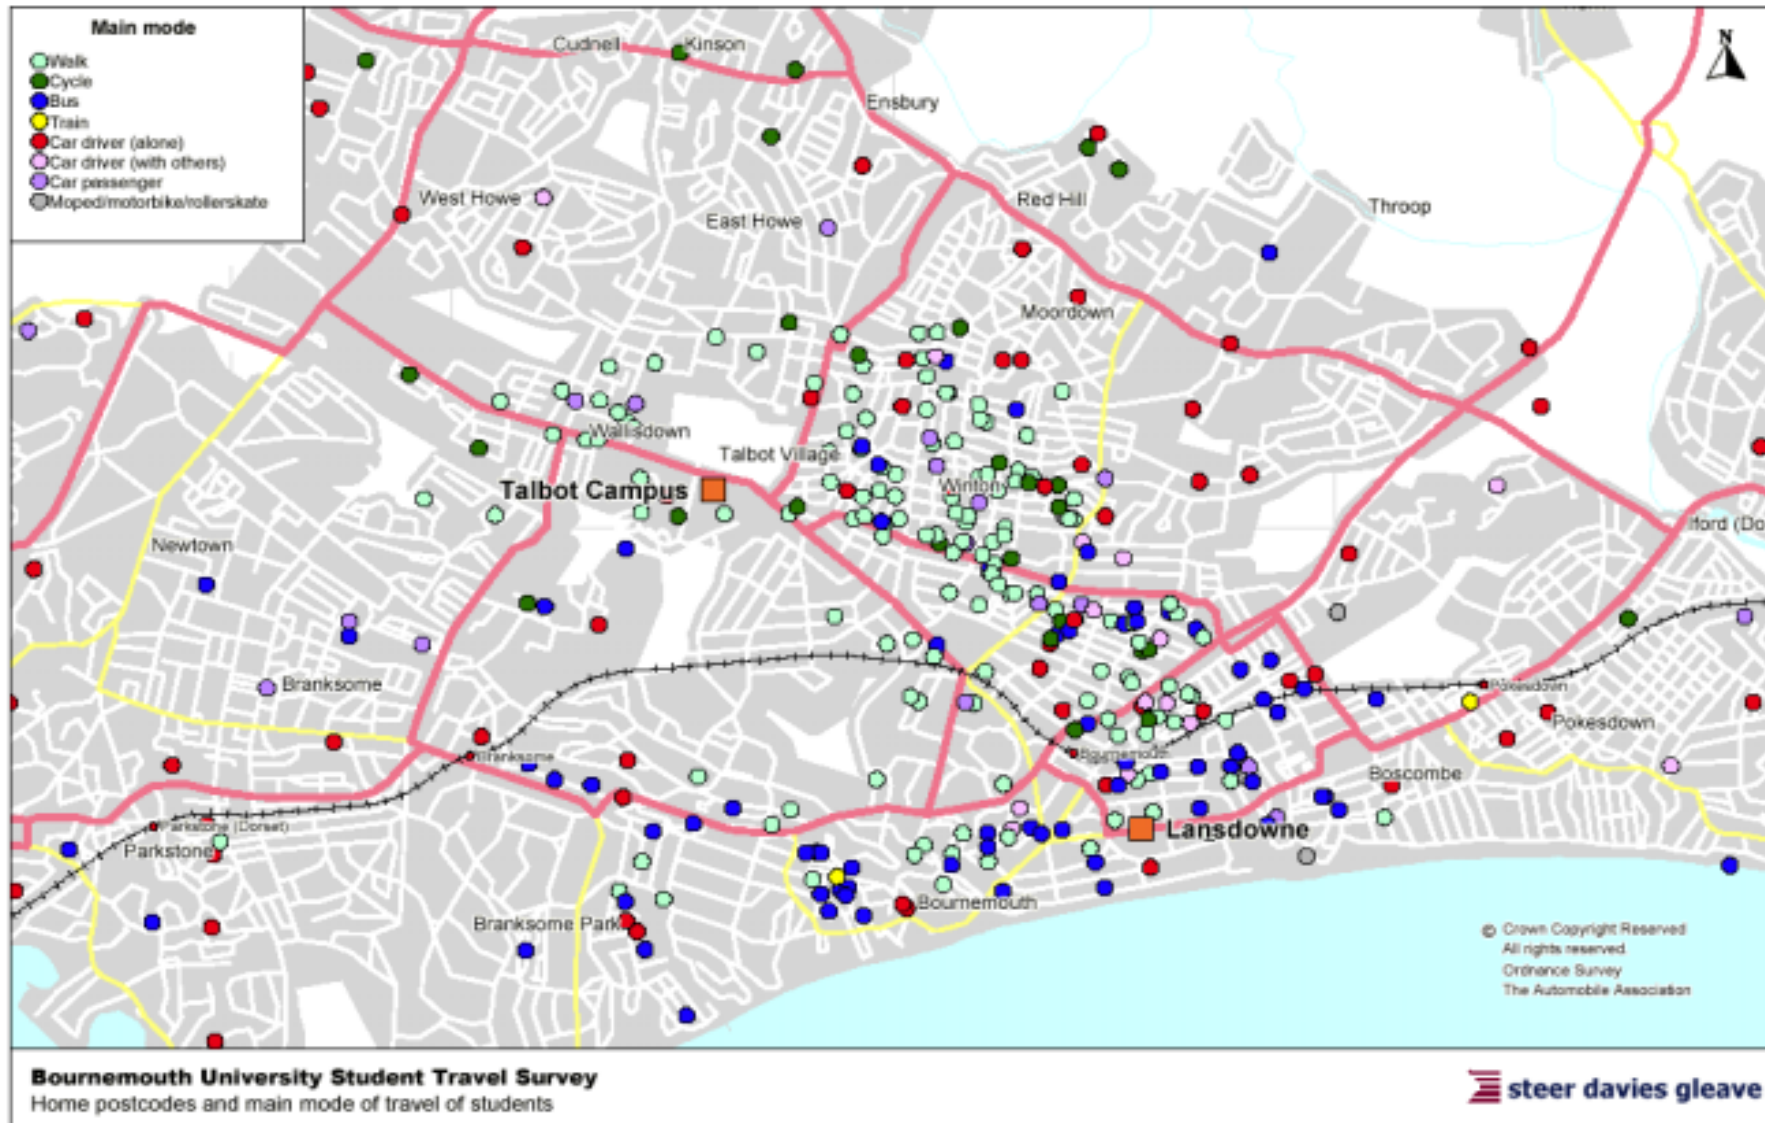 Main mode
Walk
Cycle
Bus
Train
Car driver (alone)
Car driver (with others)
Car passenger
Moped/motorbike/rollerskate
N
Cudnell
Kinson
Ensbury
West Howe
East Howe
Red Hill
Throop
Moordown
Wallisdown
Talbot Village
Talbot Campus
Winton
Newtown
Iford (Do
Branksome
Pokesdown
Pokesdown
Branksome
Bournemouth
Boscombe
Parkstone (Dorset)
Parkstone
Lansdowne
Branksome Park
Bournemouth
© Crown Copyright Reserved
All rights reserved.
Ordnance Survey
The Automobile Association
Bournemouth University Student Travel Survey
Home postcodes and main mode of travel of students
steer davies gleave